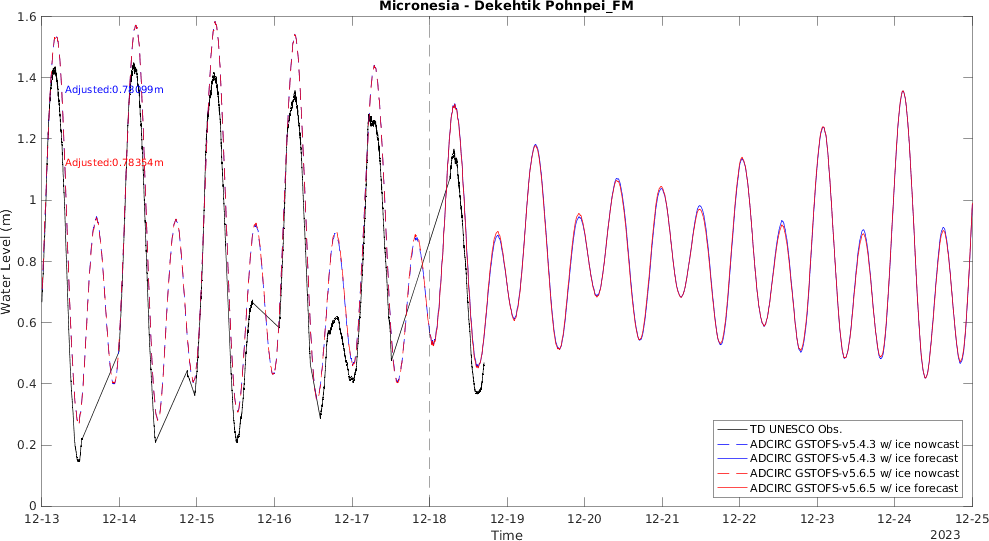 Micronesia - Dekehtik Pohnpei_FM
Water Level (m)
1.6
1.4
1.2
1
0.8
0.6
0.4
0.2
0
Adjusted:0.78099m
Adjusted:0.78354m
TD UNESCO Obs.
ADCIRC GSTOFS-v5.4.3 w/ ice nowcast
ADCIRC GSTOFS-v5.4.3 w/ ice forecast
ADCIRC GSTOFS-v5.6.5 w/ ice nowcast
ADCIRC GSTOFS-v5.6.5 w/ ice forecast
12-13 12-14 12-15 12-16 12-17 12-18 12-19 12-20 12-21 12-22 12-23 12-24 12-25
Time
2023